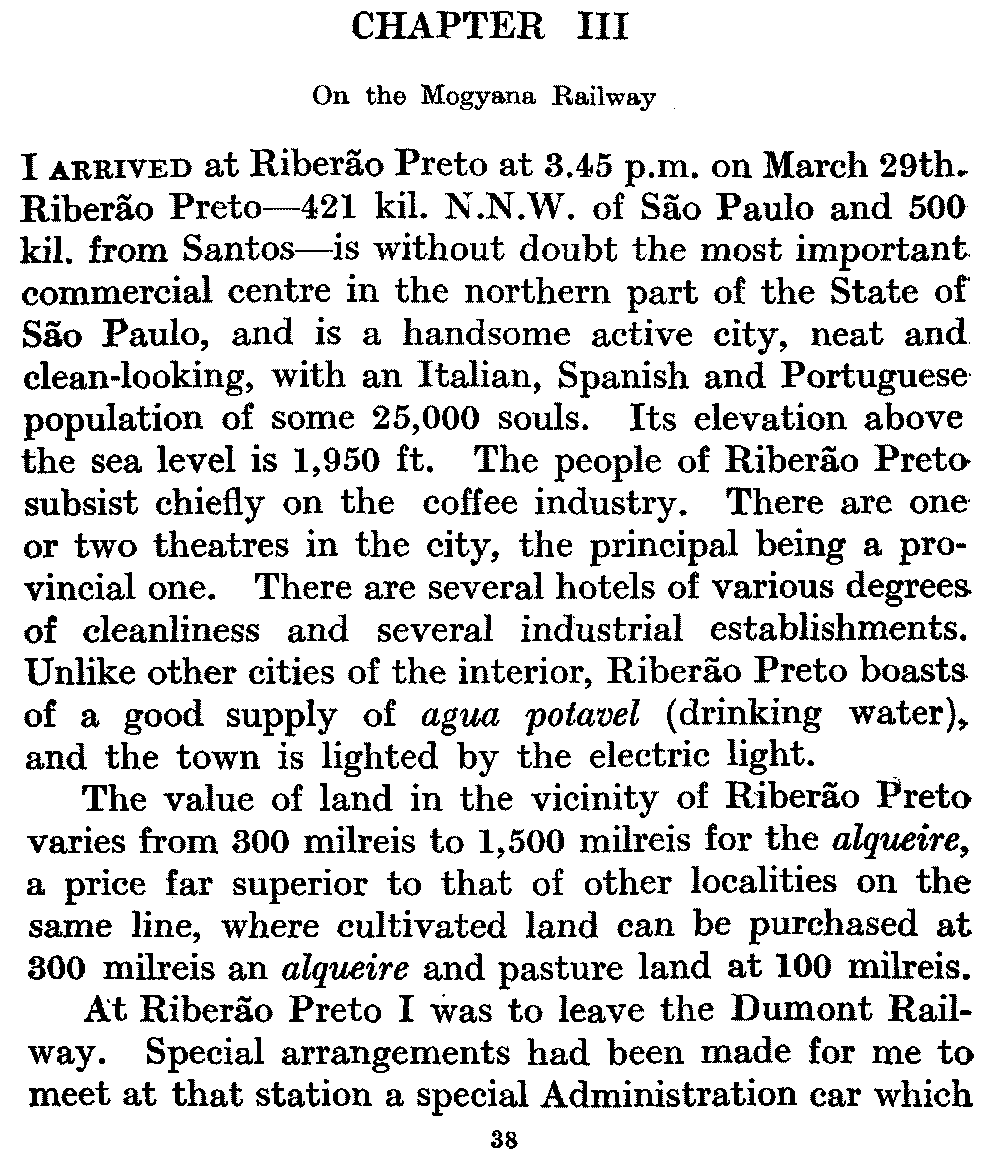 CHAPTER III
On the Mogyana Railway
I ARRIVED at Riberão Preto at 3.45 p.m. on March 29th.
Riberão Preto—421 kil. N.N.W. of São Paulo and 500
kil. from Santos—is without doubt the most important
commercial centre in the northern part of the State of
São Paulo, and is a handsome active city, neat and
clean-looking, with an Italian, Spanish and Portuguese
population of some 25,000 souls. Its elevation above
the sea level is 1,950 ft. The people of Riberão Preto
subsist chiefly on the coffee industry. There are one
or two theatres in the city, the principal being a pro-
vincial one. There are several hotels of various degrees
of cleanliness and several industrial establishments.
Unlike other cities of the interior, Riberão Preto boasts
of a good supply of agua potavel (drinking water),
and the town is lighted by the electric light.
The value of land in the vicinity of Riberão Preto
varies from 300 milreis to 1,500 milreis for the alqueire,
a price far superior to that of other localities on the
same line, where cultivated land can be purchased at
300 milreis an alqueire and pasture land at 100 milreis.
At Riberão Preto I was to leave the Dumont Rail-
way. Special arrangements had been made for me to
meet at that station a special Administration car which
38